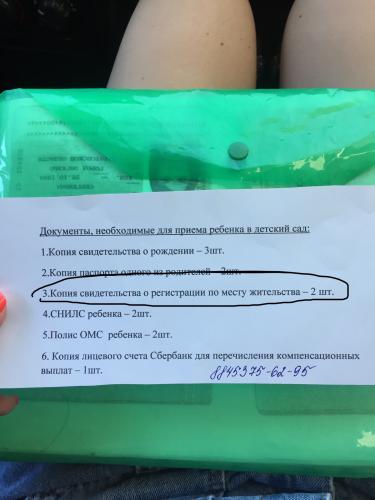 Документы, необходимые для приема ребенка в детский сад:
1.Копия свидетельства о рождении – 3шт.
2.Копия паспорта одного из родителей – 2шт.
3.Копия свидетельства о регистрации по месту жительства – 2 шт.
4.СНИЛС ребенка – 2шт.
5.Полис ОМС ребенка – 2шт.
6. Копия лицевого счета Сбербанк для перечисления компенсационных
выплат – 1шт.
8845375-62-95